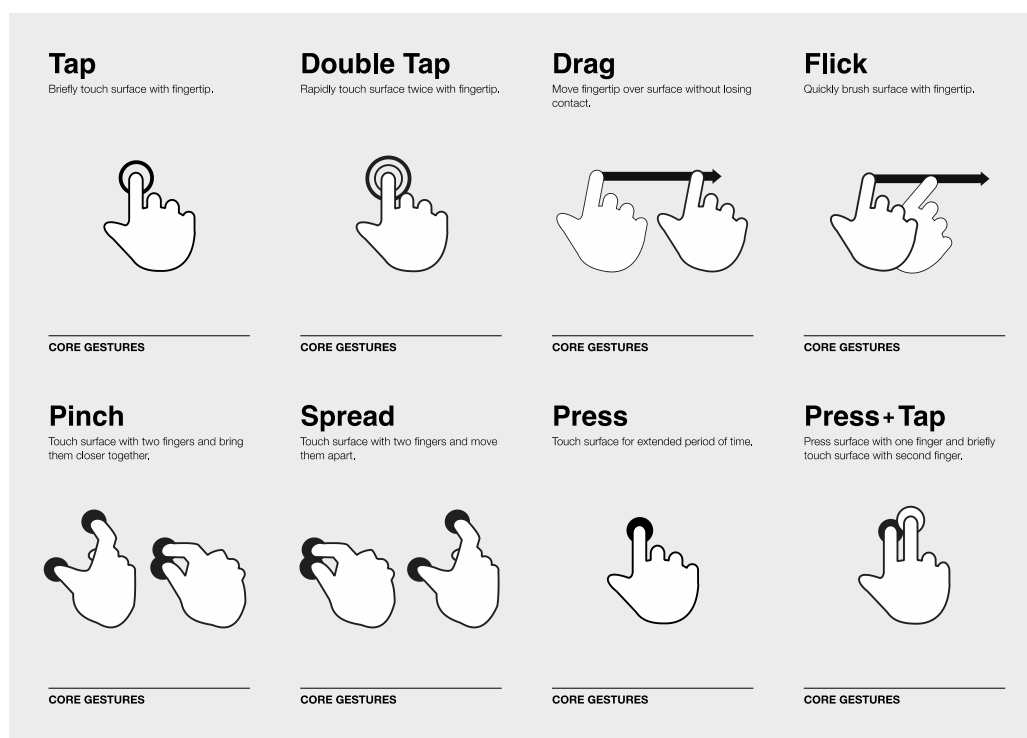 Tap
Briefly touch surface with fingertip.
Double Tap
Rapidly touch surface twice with fingertip.
Drag
Move fingertip over surface without losing
contact.
Flick
Quickly brush surface with fingertip.
CORE GESTURES
CORE GESTURES
CORE GESTURES
CORE GESTURES
Pinch
Touch surface with two fingers and bring
them closer together.
Spread
Touch surface with two fingers and move
them apart.
Press
Touch surface for extended period of time.
Press+Tap
Press surface with one finger and briefly
touch surface with second finger.
CORE GESTURES
CORE GESTURES
CORE GESTURES
CORE GESTURES